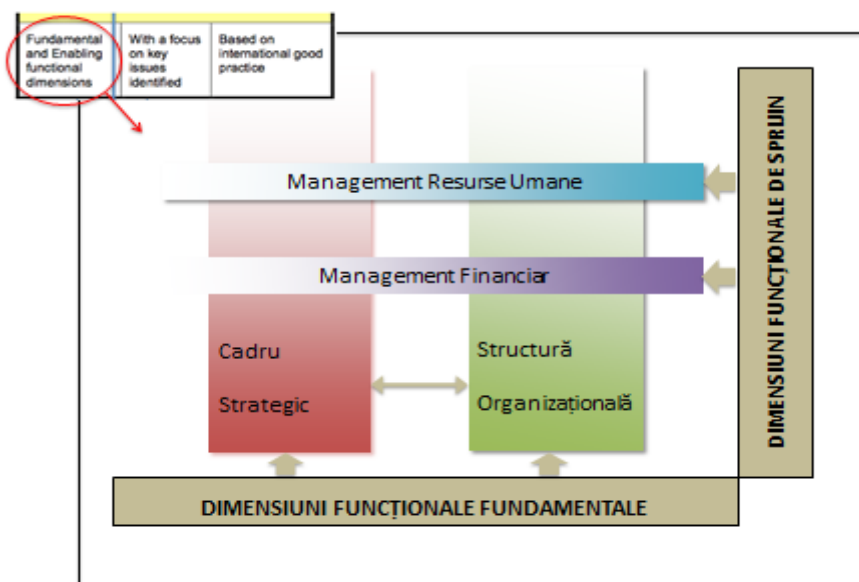 Fundamental
and Enabling
functional
dimensions
With a focus
on key
issues
identified
Based on
international good
practice
Management Resurse Umane
Management Financiar
Cadru
Strategic
Structură
Organizațională
DIMENSIUNI FUNCȚIONALE DE SPRIJIN
DIMENSIUNI FUNCȚIONALE FUNDAMENTALE